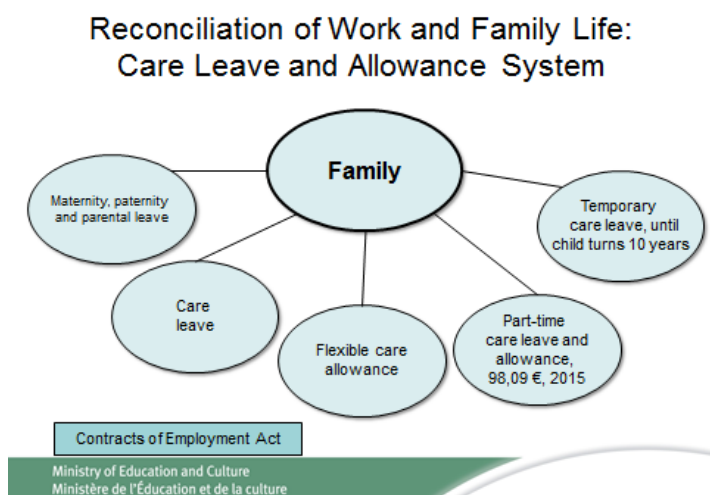 Reconciliation of Work and Family Life:
Care Leave and Allowance System
Family
Maternity, paternity
and parental leave
Care
leave
Flexible care
allowance
Part-time
care leave and
allowance,
98,09 €, 2015
Temporary
care leave, until
child turns 10 years
Contracts of Employment Act
Ministry of Education and Culture
Ministère de l'Éducation et de la culture